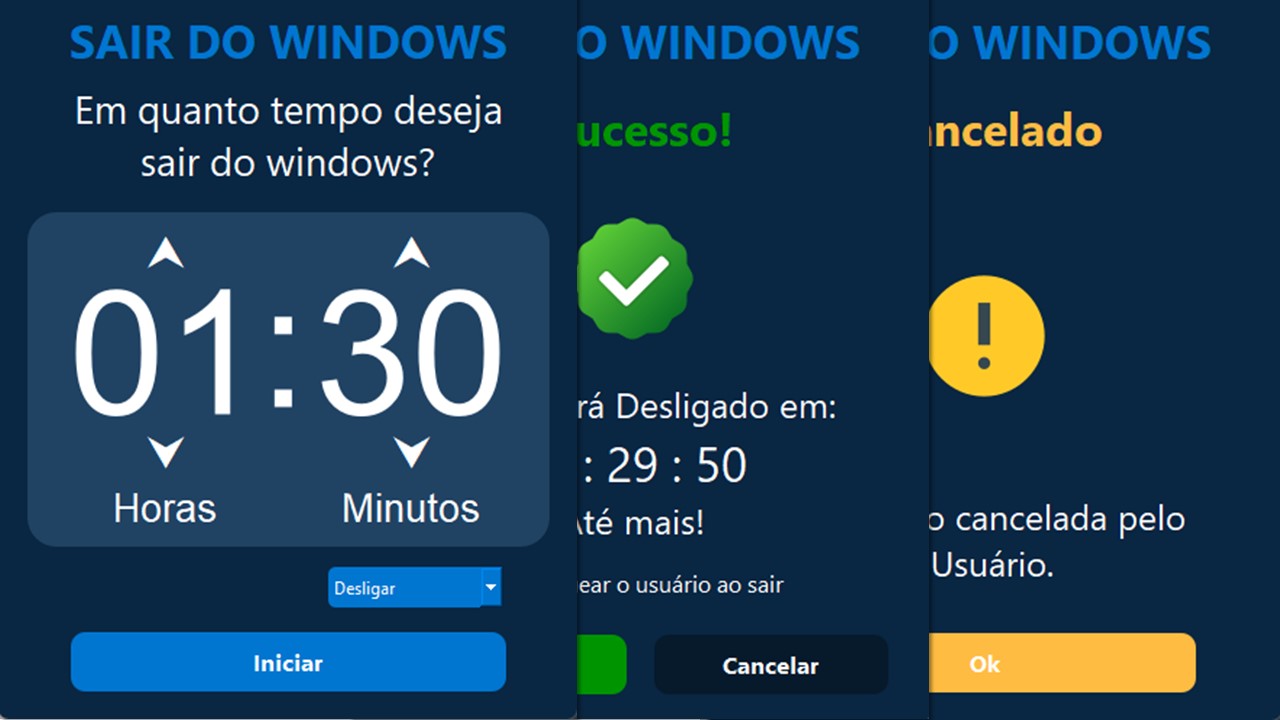 SAIR DO WINDOWS
Em quanto tempo deseja
sair do windows?
01:30
Horas Minutos
Desligar
Iniciar
O WINDOWS
ucesso!
rá Desligado em:
: 29 : 50
Até mais!
ear o usuário ao sair
Cancelar
O WINDOWS
ancelado
o cancelada pelo
Usuário.
Ok